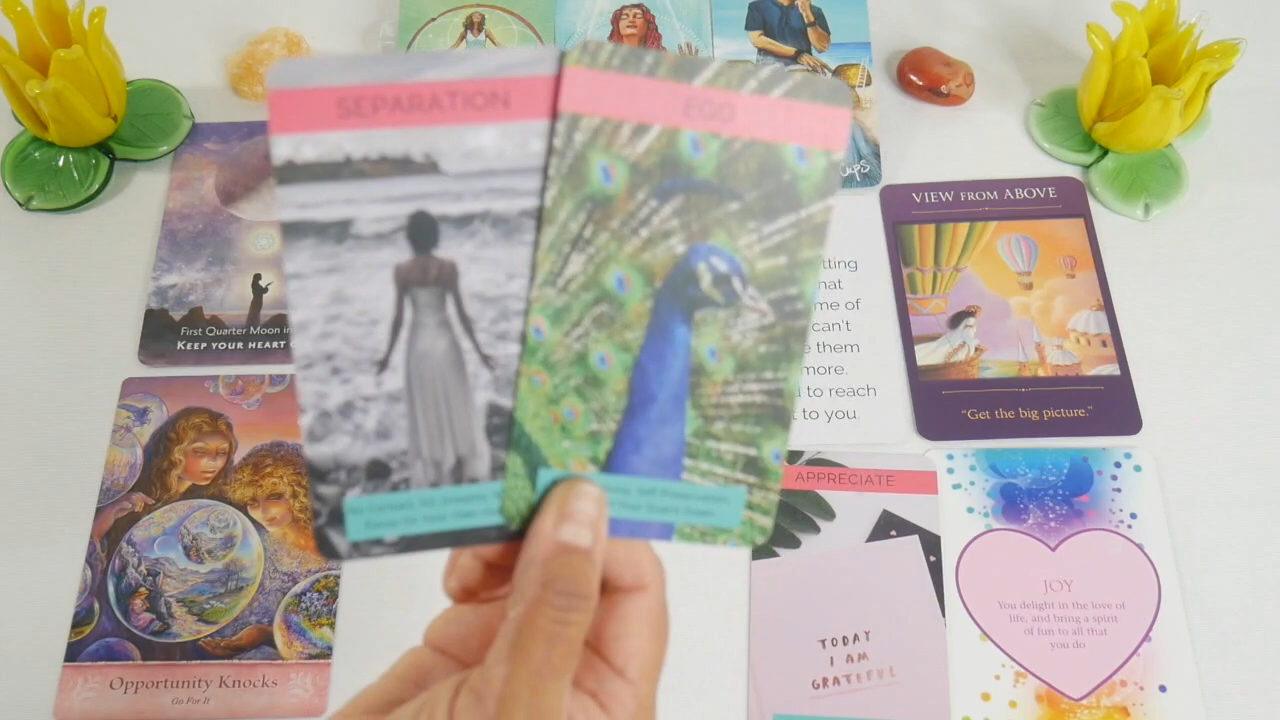 SEPARATION
EGO
Cups
VIEW FROM ABOVE
"Get the big picture."
First Quarter Moon in
KEEP YOUR HEART
tting
hat
me of
can't
e them
more.
to reach
to you.
Opportunity Knocks
Go For It
APPRECIATE
TODAY
I AM
GRATEFUL
JOY
You delight in the love of
life, and bring a spirit
of fun to all that
you do